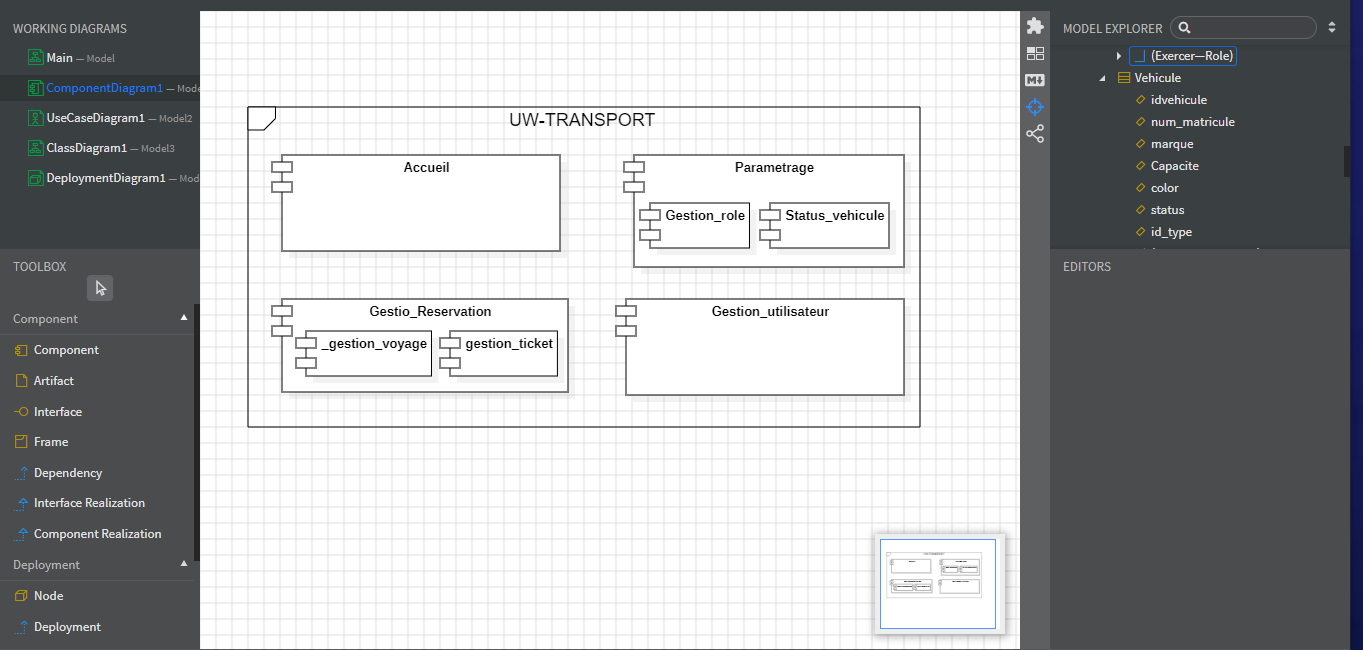 WORKING DIAGRAMS
Main — Model
ComponentDiagram1 — Mode
UseCaseDiagram1 — Model2
ClassDiagram1 — Model3
DeploymentDiagram1 — Mod
TOOLBOX
Component
Component
Artifact
Interface
Frame
Dependency
Interface Realization
Component Realization
Deployment
Node
Deployment
UW-TRANSPORT
Accueil
Parametrage
Gestion_role
Status_vehicule
Gestio_Reservation
_gestion_voyage
gestion_ticket
Gestion_utilisateur
M↓
MODEL EXPLORER
(Exercer—Role)
Vehicule
idvehicule
num_matricule
marque
Capacite
color
status
id_type
EDITORS